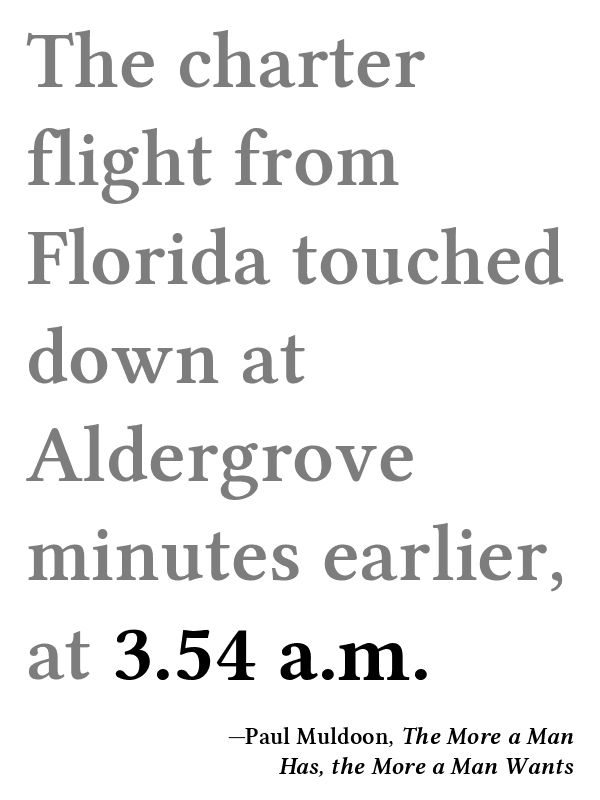 The charter
flight from
Florida touched
down at
Aldergrove
minutes earlier,
at 3.54 a.m.
—Paul Muldoon, The More a Man
Has, the More a Man Wants